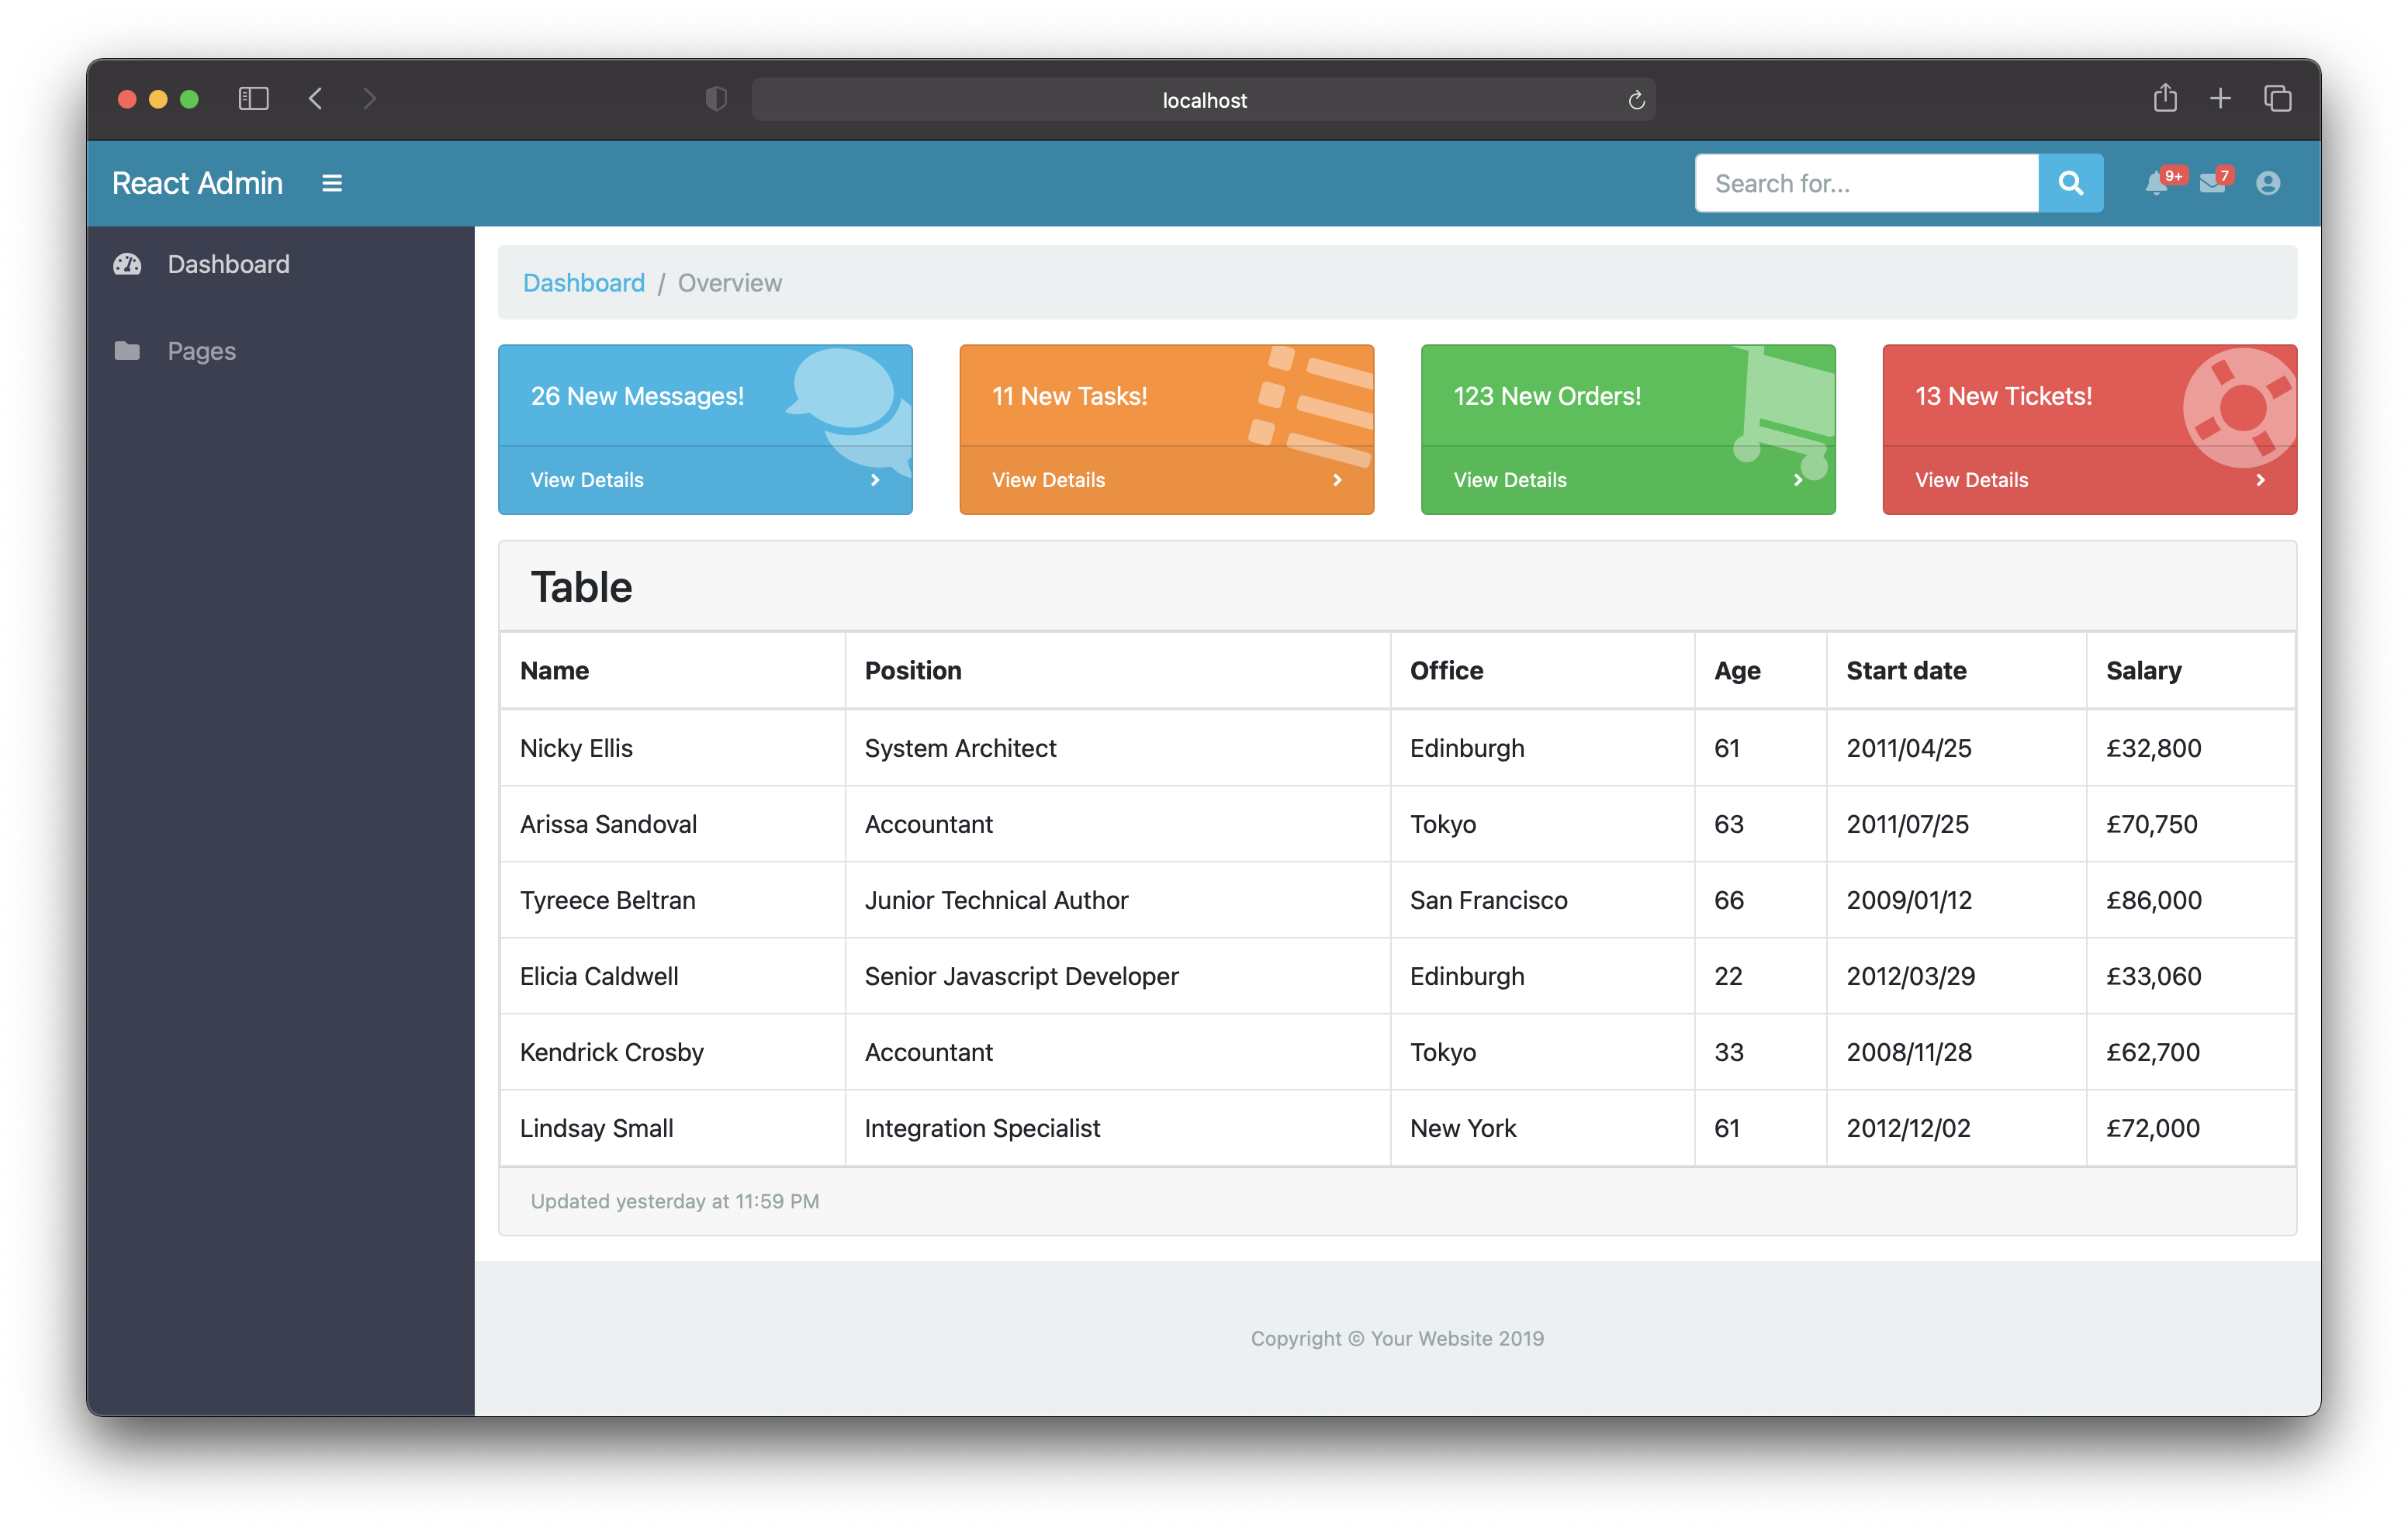 localhost
React Admin
Search for...
9+
7
Dashboard
Pages
Dashboard / Overview
26 New Messages!
View Details
11 New Tasks!
View Details
123 New Orders!
View Details
13 New Tickets!
View Details
Table
Name Position Office Age Start date Salary
Nicky Ellis System Architect Edinburgh 61 2011/04/25 £32,800
Arissa Sandoval Accountant Tokyo 63 2011/07/25 £70,750
Tyreece Beltran Junior Technical Author San Francisco 66 2009/01/12 £86,000
Elicia Caldwell Senior Javascript Developer Edinburgh 22 2012/03/29 £33,060
Kendrick Crosby Accountant Tokyo 33 2008/11/28 £62,700
Lindsay Small Integration Specialist New York 61 2012/12/02 £72,000
Updated yesterday at 11:59 PM
Copyright © Your Website 2019